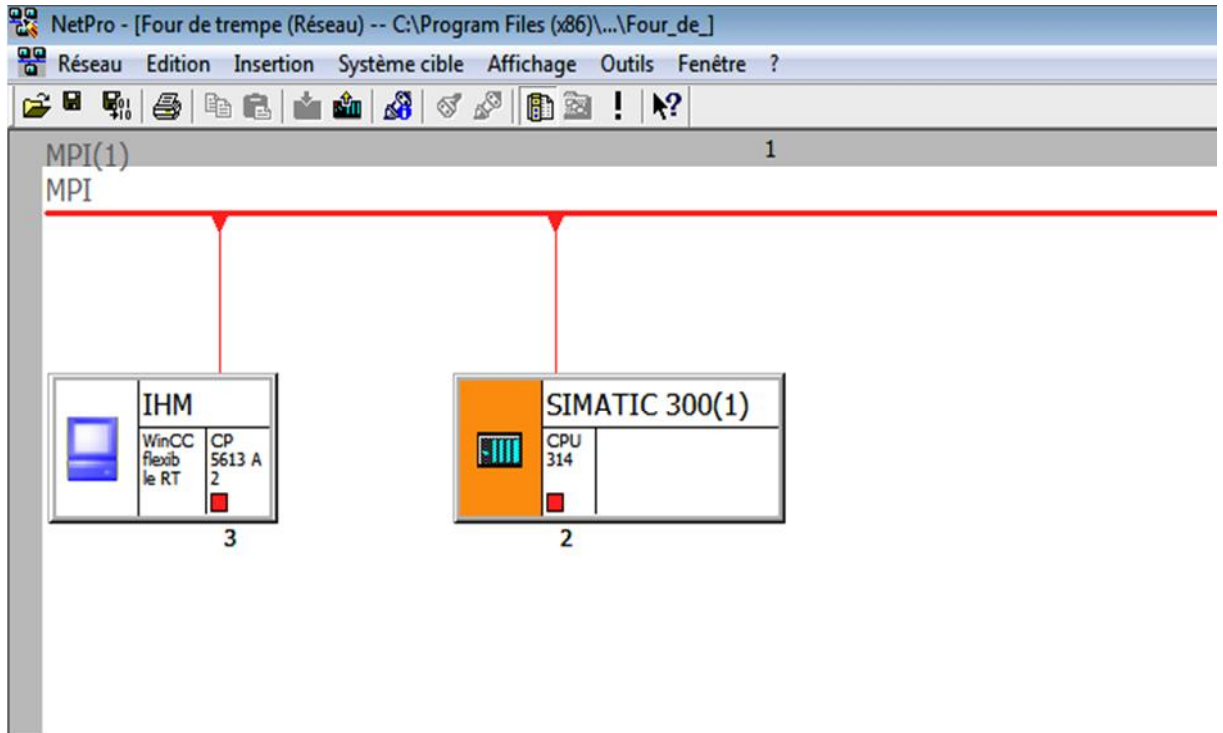 NetPro - [Four de trempe (Réseau) -- C:\Program Files (x86)\...\Four_de_]
Réseau Edition Insertion Système cible Affichage Outils Fenêtre ?
MPI(1)
1
MPI
IHM
WinCC
flexib
le RT
CP
5613 A
2
3
SIMATIC 300(1)
CPU
314
2